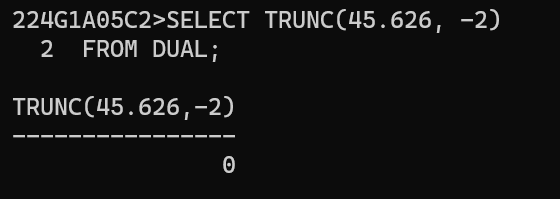 224G1A05C2>SELECT TRUNC(45.626, -2)
  2  FROM DUAL;

TRUNC(45.626,-2)
----------------
               0